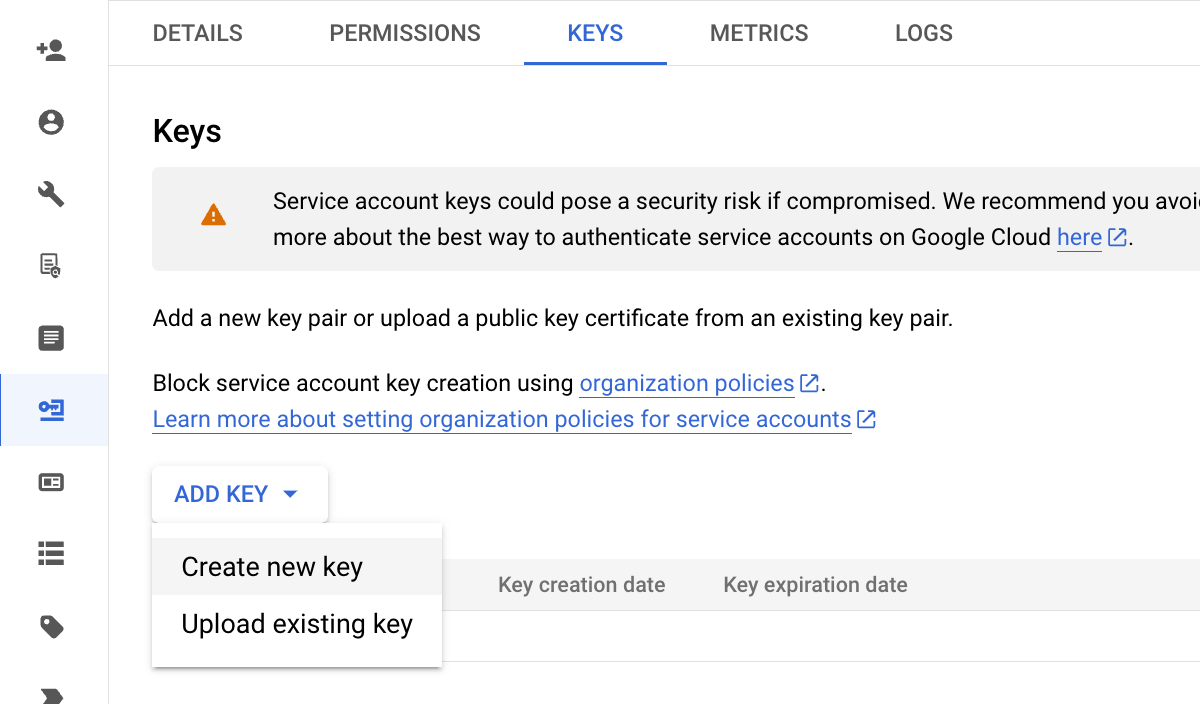 DETAILS PERMISSIONS KEYS METRICS LOGS
Keys
Service account keys could pose a security risk if compromised. We recommend you
more about the best way to authenticate service accounts on Google Cloud here.
Add a new key pair or upload a public key certificate from an existing key pair.
Block service account key creation using organization policies.
Learn more about setting organization policies for service accounts
ADD KEY
Create new key
Key creation date Key expiration date
Upload existing key